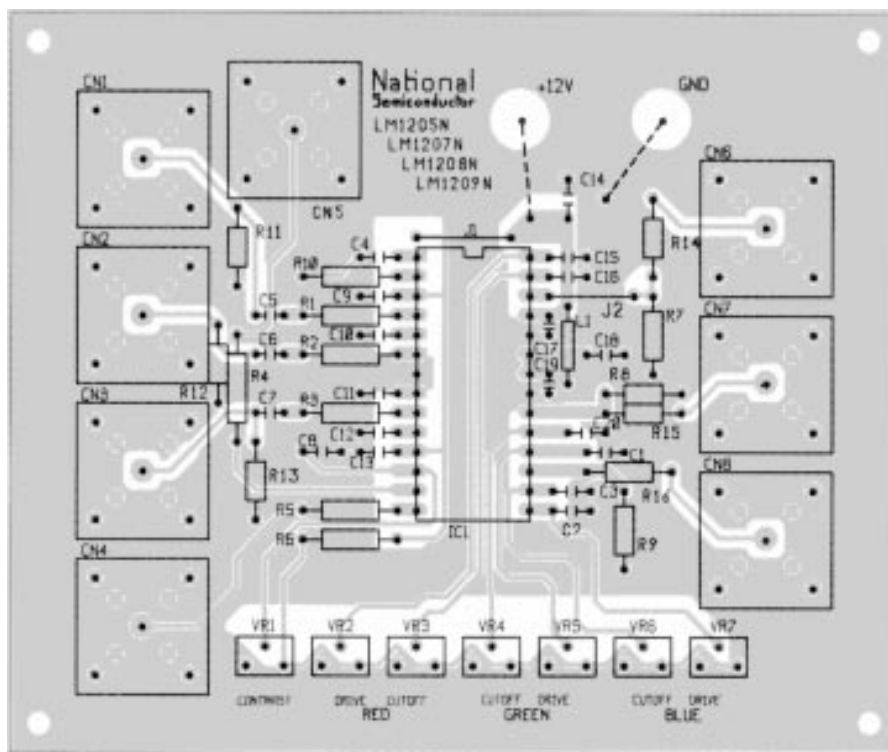 CN1
National
Semiconductor
+12V
GND
LM1205N
LM1207N
LM1208N
LM1209N
CN6
C14
CN5
CN2
R11
J1
R14
C4
C15
R10
C16
C9
J2
C5
R1
L1
R7
CN7
C10
C17
C6
R2
C18
C19
R4
R8
R12
CN3
C11
C7
R3
R15
C12
C8
C13
C1
CN8
R13
C3
R16
R5
C2
R6
IC1
R9
CN4
VR1
VR2
VR3
VR4
VR5
VR6
VR7
CONTRAST
DRIVE
CUTOFF
CUTOFF
DRIVE
CUTOFF
DRIVE
RED
GREEN
BLUE